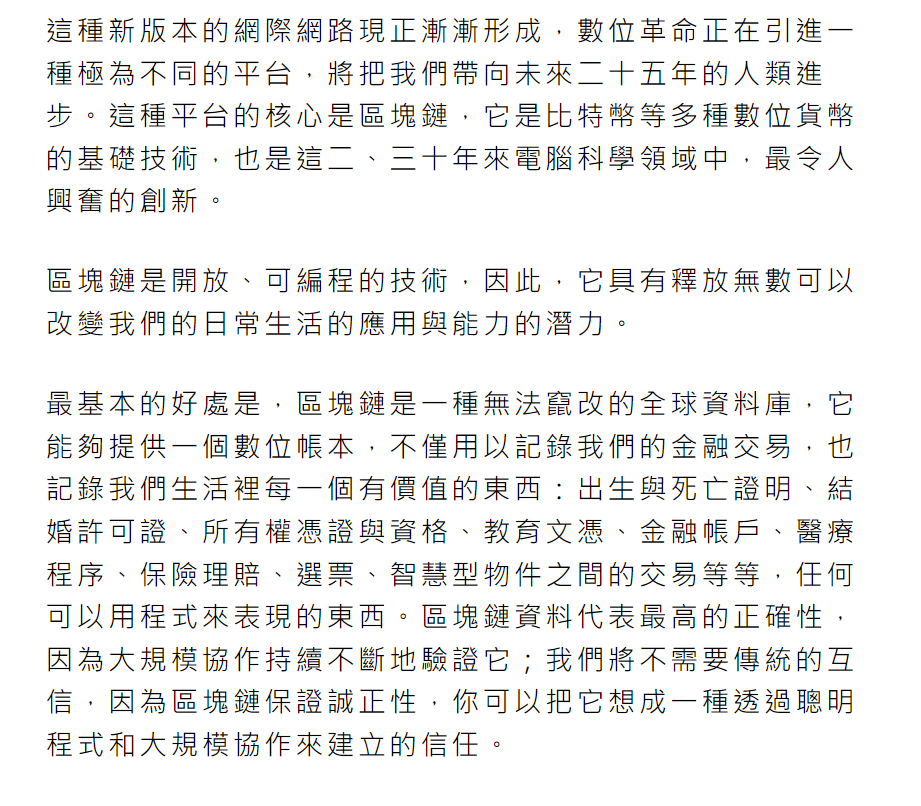 這種新版本的網際網路現正漸漸形成，數位革命正在引進一
種極為不同的平台，將把我們帶向未來二十五年的人類進
步。這種平台的核心是區塊鏈，它是比特幣等多種數位貨幣
的基礎技術，也是這二、三十年來電腦科學領域中，最令人
興奮的創新。
區塊鏈是開放、可編程的技術，因此，它具有釋放無數可以
改變我們的日常生活的應用與能力的潛力。
最基本的好處是，區塊鏈是一種無法竄改的全球資料庫，它
能夠提供一個數位帳本，不僅用以記錄我們的金融交易，也
記錄我們生活裡每一個有價值的東西：出生與死亡證明、結
婚許可證、所有權憑證與資格、教育文憑、金融帳戶、醫療
程序、保險理賠、選票、智慧型物件之間的交易等等，任何
可以用程式來表現的東西。區塊鏈資料代表最高的正確性，
因為大規模協作持續不斷地驗證它；我們將不需要傳統的互
信，因為區塊鏈保證誠正性，你可以把它想成一種透過聰明
程式和大規模協作來建立的信任。